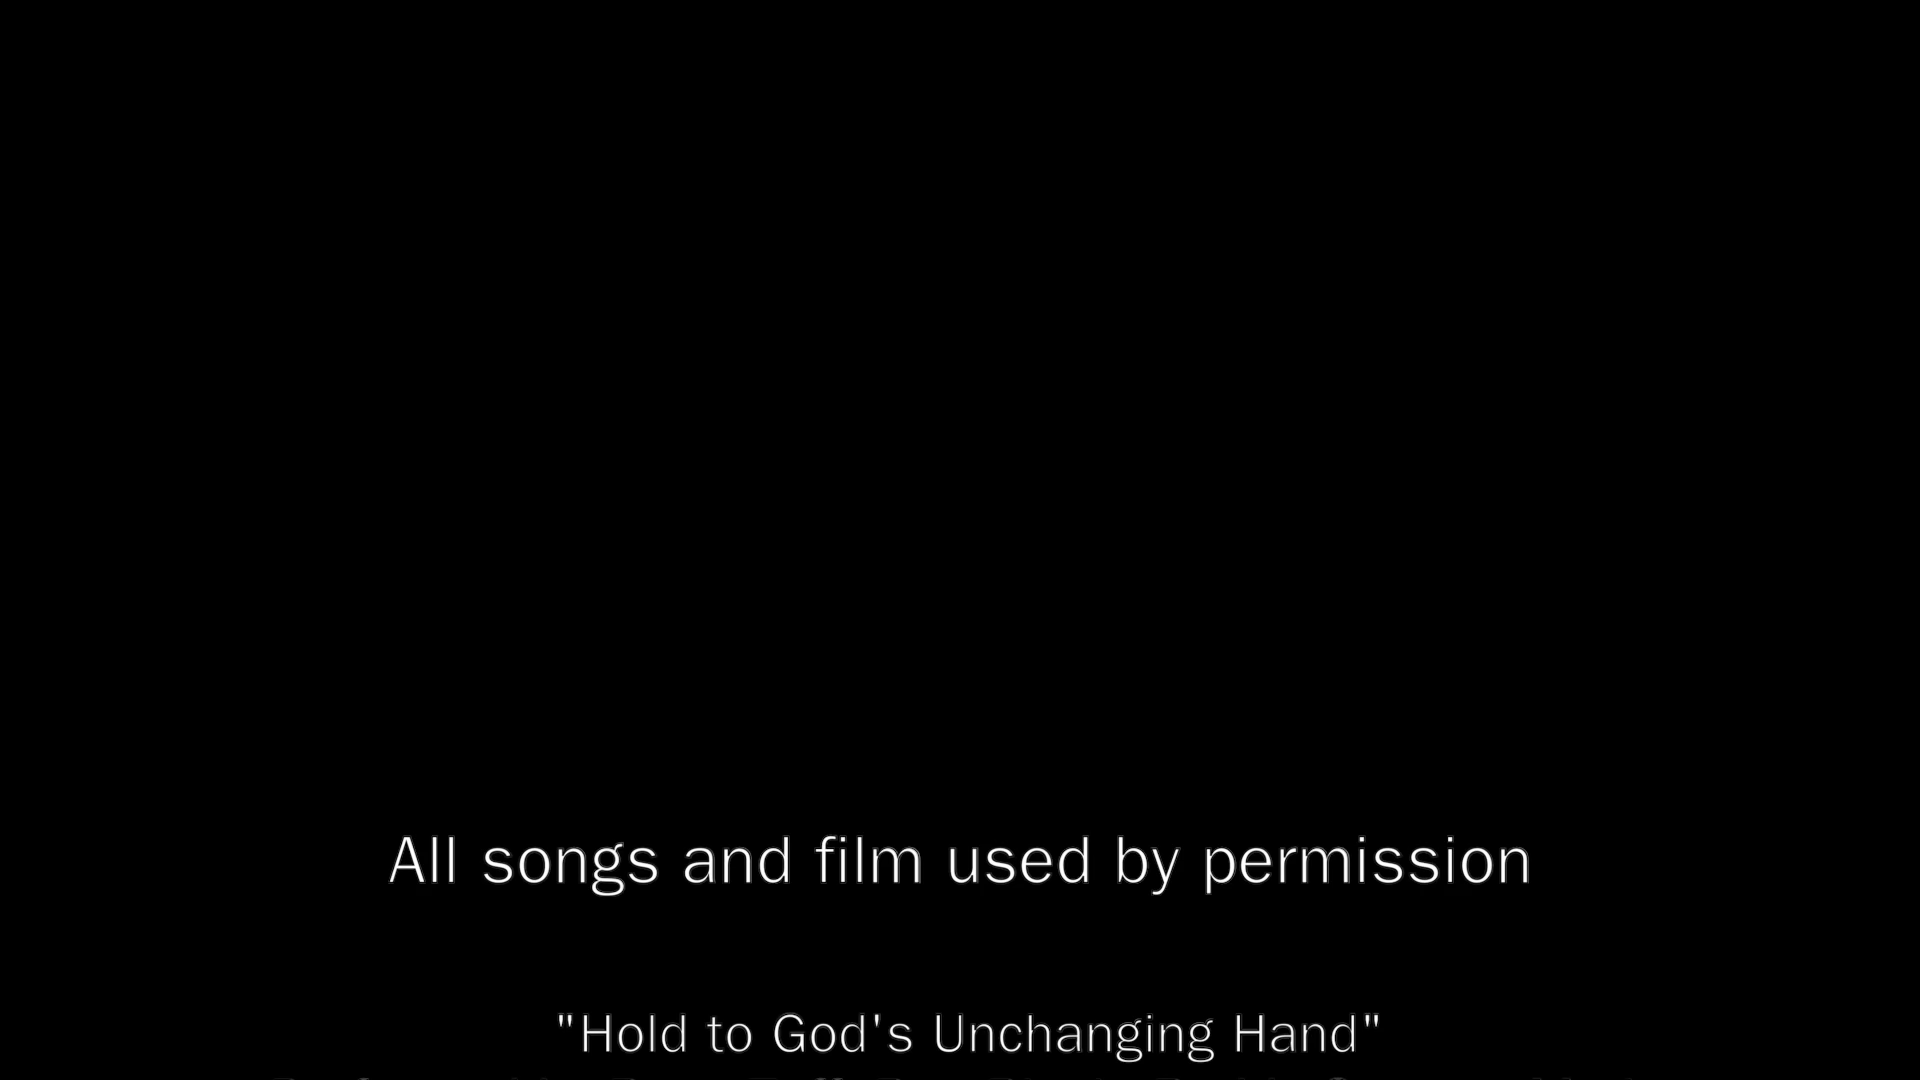 All songs and film used by permission
"Hold to God's Unchanging Hand"